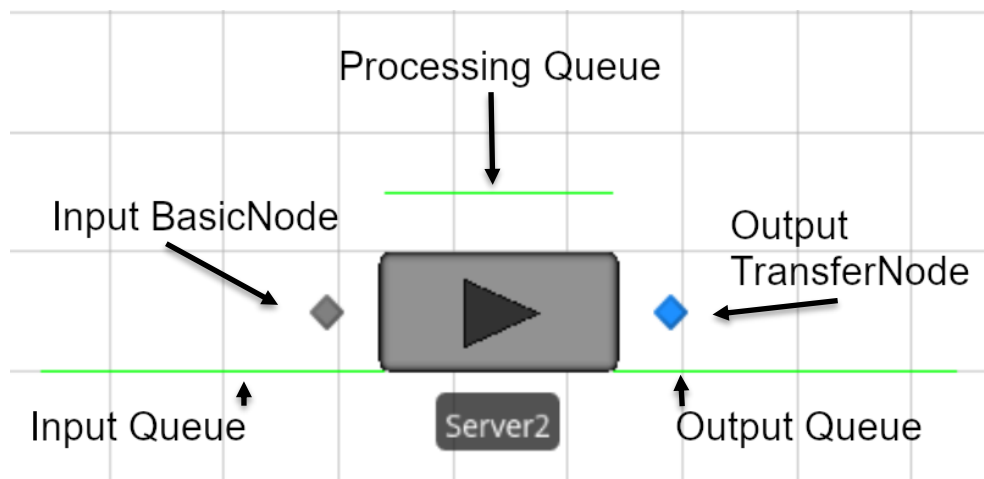 Processing Queue
Input BasicNode
Output
TransferNode
Input Queue
Server2
Output Queue